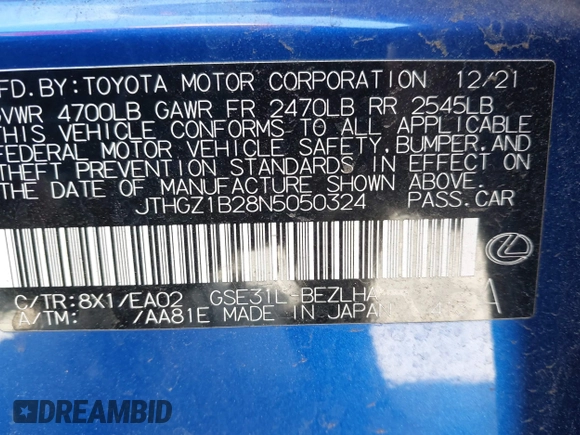 FD.BY:TOYOTA MOTOR CORPORATION 12/21
GVWR 4700LB GAWR FR 2470LB RR 2545LB
THIS VEHICLE CONFORMS TO ALL APPLICABLE
FEDERAL MOTOR VEHICLE SAFETY,BUMPER,AND
THEFT PREVENTION STANDARDS IN EFFECT ON
THE DATE OF MANUFACTURE SHOWN ABOVE.
JTHGZ1B28N5050324 PASS.CAR
C/TR:8X1/EA02 GSE31L-BEZLHA A
A/TM: /AA81E MADE IN JAPAN
DREAMBID